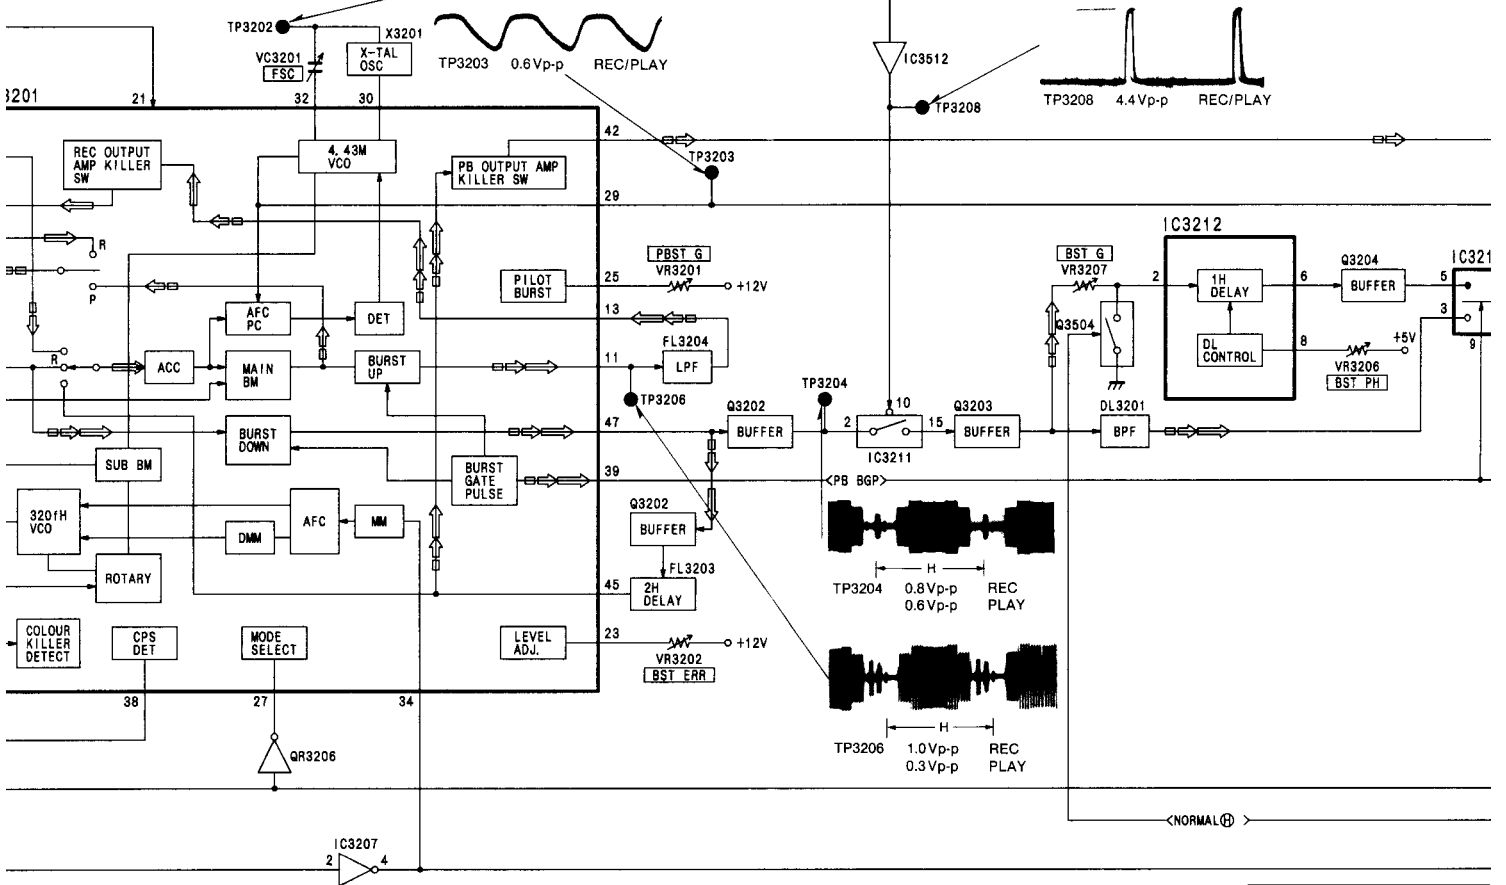 TP3202
X3201
VC3201
FSC
X-TAL
OSC
TP3203 0.6Vp-p REC/PLAY
IC3512
TP3208
TP3208 4.4Vp-p REC/PLAY
3201
21
32
30
42
REC OUTPUT
AMP KILLER
SW
4.43M
VCO
PB OUTPUT AMP
KILLER SW
TP3203
29
R
P
PILOT
BURST
25
PBST G
VR3201
+12V
13
AFC
PC
DET
FL3204
LPF
11
R
ACC
MAIN
BM
BURST
UP
TP3206
BST G
VR3207
Q3504
IC3212
2
1H
DELAY
6
Q3204
BUFFER
5
IC321
3
9
DL
CONTROL
8
+5V
VR3206
BST PH
BURST
DOWN
47
Q3202
BUFFER
TP3204
2
10
15
IC3211
Q3203
BUFFER
DL3201
BPF
SUB BM
BURST
GATE
PULSE
39
PB BGP
320fH
VCO
DMM
AFC
MM
Q3202
BUFFER
FL3203
2H
DELAY
45
ROTARY
H
TP3204 0.8Vp-p REC
0.6Vp-p PLAY
COLOUR
KILLER
DETECT
CPS
DET
MODE
SELECT
LEVEL
ADJ.
23
+12V
VR3202
BST ERR
38
27
34
H
TP3206 1.0Vp-p REC
0.3Vp-p PLAY
QR3206
NORMAL Ⓗ
IC3207
2
4